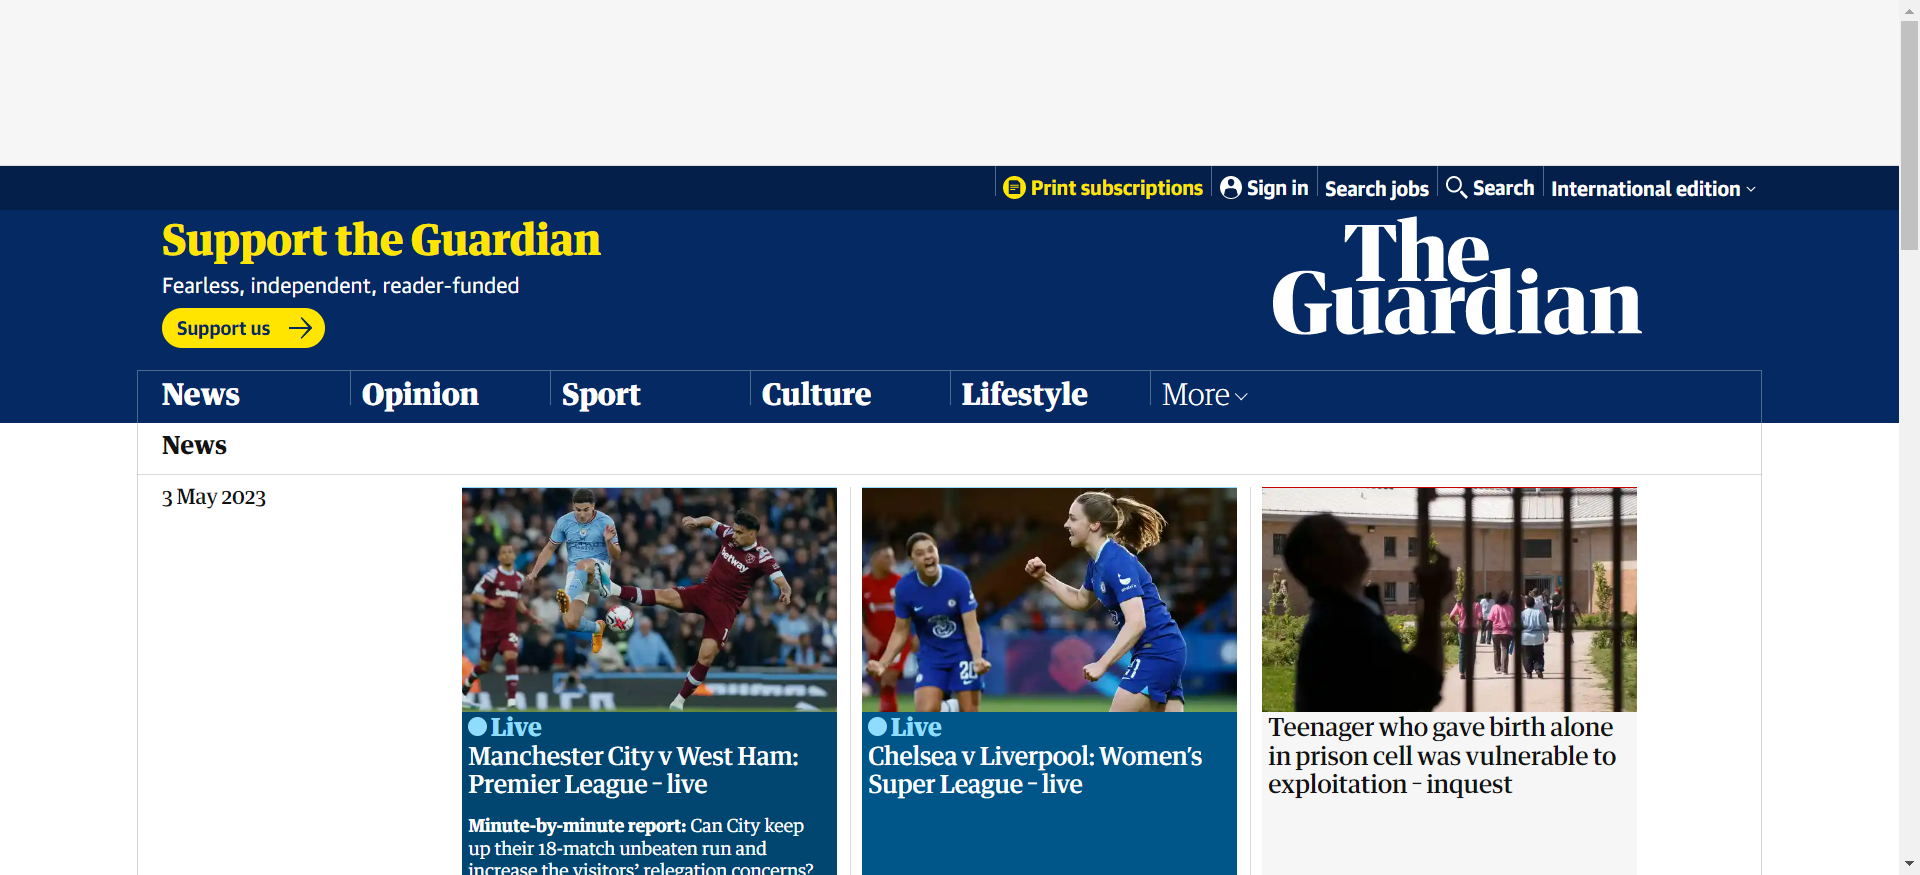 Print subscriptions
Sign in
Search jobs
Search
International edition
Support the Guardian
Fearless, independent, reader-funded
Support us
The
Guardian
News
Opinion
Sport
Culture
Lifestyle
More
News
3 May 2023
Live
Manchester City v West Ham:
Premier League – live
Minute-by-minute report: Can City keep
up their 18-match unbeaten run and
increase the visitors’ relegation concerns?
Live
Chelsea v Liverpool: Women’s
Super League – live
Teenager who gave birth alone
in prison cell was vulnerable to
exploitation – inquest
betway
20